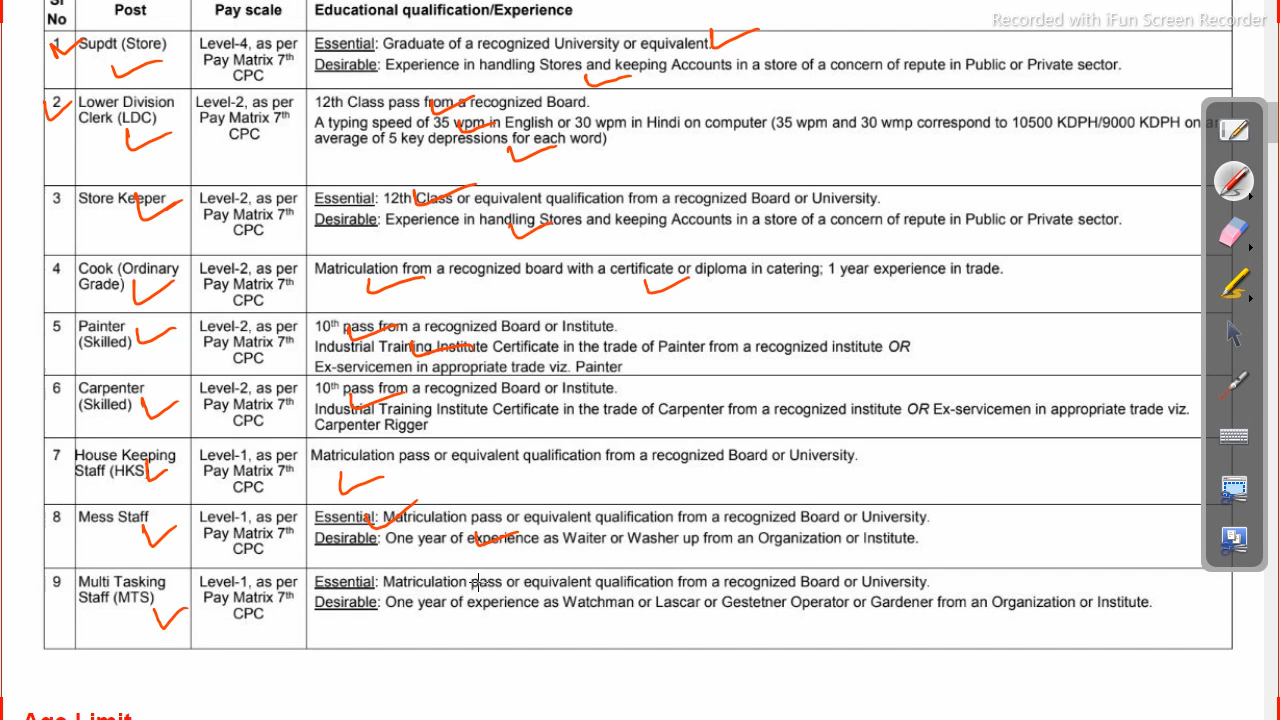 Sr
No
Post
Pay scale
Educational qualification/Experience
Recorded with iFun Screen Recorder
1
Supdt (Store)
Level-4, as per
Pay Matrix 7th
CPC
Essential: Graduate of a recognized University or equivalent.
Desirable: Experience in handling Stores and keeping Accounts in a store of a concern of repute in Public or Private sector.
2
Lower Division
Clerk (LDC)
Level-2, as per
Pay Matrix 7th
CPC
12th Class pass from a recognized Board.
A typing speed of 35 wpm in English or 30 wpm in Hindi on computer (35 wpm and 30 wmp correspond to 10500 KDPH/9000 KDPH on an
average of 5 key depressions for each word)
3
Store Keeper
Level-2, as per
Pay Matrix 7th
CPC
Essential: 12th Class or equivalent qualification from a recognized Board or University.
Desirable: Experience in handling Stores and keeping Accounts in a store of a concern of repute in Public or Private sector.
4
Cook (Ordinary
Grade)
Level-2, as per
Pay Matrix 7th
CPC
Matriculation from a recognized board with a certificate or diploma in catering; 1 year experience in trade.
5
Painter
(Skilled)
Level-2, as per
Pay Matrix 7th
CPC
10th pass from a recognized Board or Institute.
Industrial Training Institute Certificate in the trade of Painter from a recognized institute OR
Ex-servicemen in appropriate trade viz. Painter
6
Carpenter
(Skilled)
Level-2, as per
Pay Matrix 7th
CPC
10th pass from a recognized Board or Institute.
Industrial Training Institute Certificate in the trade of Carpenter from a recognized institute OR Ex-servicemen in appropriate trade viz.
Carpenter Rigger
7
House Keeping
Staff (HKS)
Level-1, as per
Pay Matrix 7th
CPC
Matriculation pass or equivalent qualification from a recognized Board or University.
8
Mess Staff
Level-1, as per
Pay Matrix 7th
CPC
Essential: Matriculation pass or equivalent qualification from a recognized Board or University.
Desirable: One year of experience as Waiter or Washer up from an Organization or Institute.
9
Multi Tasking
Staff (MTS)
Level-1, as per
Pay Matrix 7th
CPC
Essential: Matriculation pass or equivalent qualification from a recognized Board or University.
Desirable: One year of experience as Watchman or Lascar or Gestetner Operator or Gardener from an Organization or Institute.
Age Limit